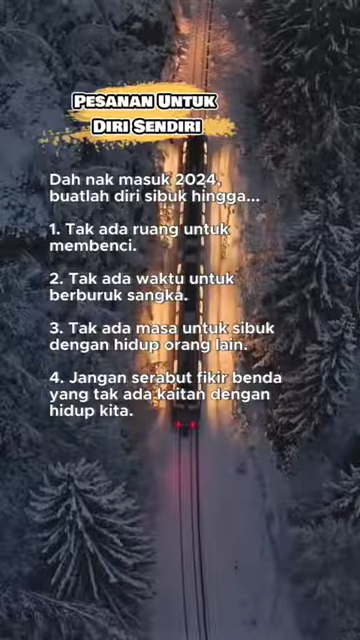 PESANAN UNTUK
DIRI SENDIRI
Dah nak masuk 2024,
buatlah diri sibuk hingga...
1. Tak ada ruang untuk
membenci.
2. Tak ada waktu untuk
berburuk sangka.
3. Tak ada masa untuk sibuk
dengan hidup orang lain.
4. Jangan serabut fikir benda
yang tak ada kaitan dengan
hidup kita.